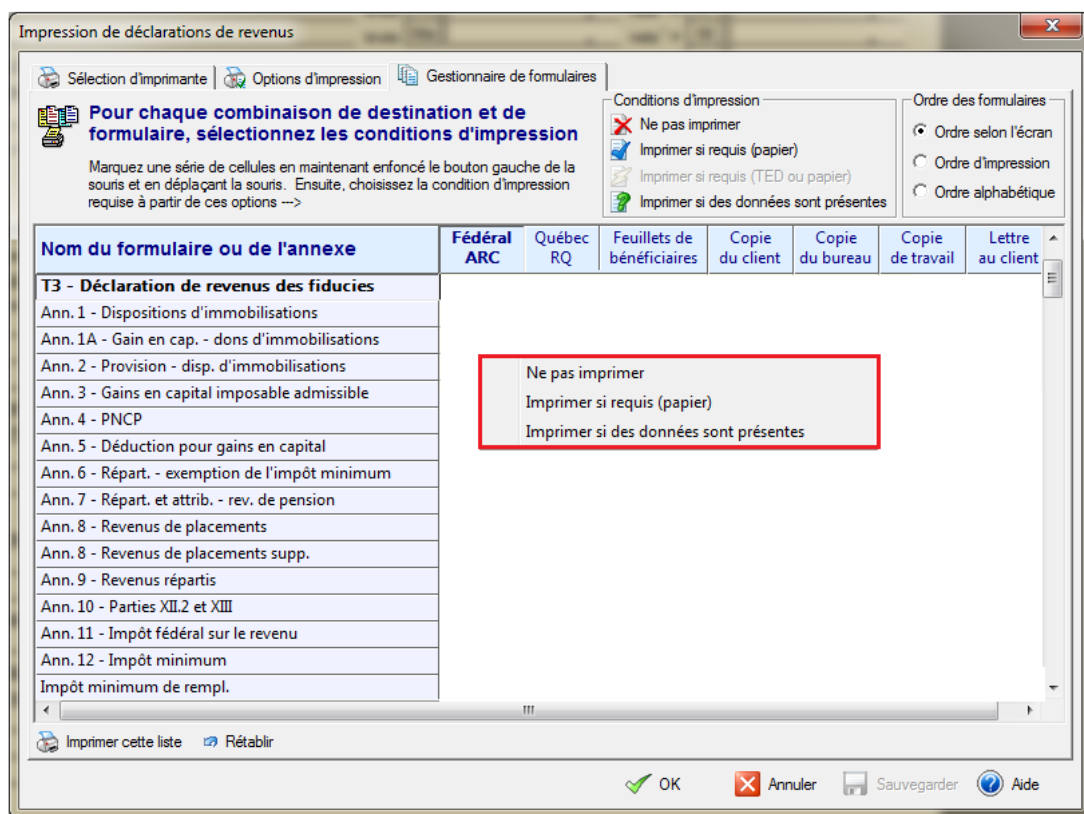 Impression de déclarations de revenus
Sélection d'imprimante
Options d'impression
Gestionnaire de formulaires
Pour chaque combinaison de destination et de
formulaire, sélectionnez les conditions d'impression
Marquez une série de cellules en maintenant enfoncé le bouton gauche de la
souris et en déplaçant la souris. Ensuite, choisissez la condition d'impression
requise à partir de ces options --->
Conditions d'impression
Ne pas imprimer
Imprimer si requis (papier)
Imprimer si requis (TED ou papier)
Imprimer si des données sont présentes
Ordre des formulaires
Ordre selon l'écran
Ordre d'impression
Ordre alphabétique
Nom du formulaire ou de l'annexe
Fédéral
ARC
Québec
RQ
Feuillets de
bénéficiaires
Copie
du client
Copie
du bureau
Copie
de travail
Lettre
au client
T3 - Déclaration de revenus des fiducies
Ann. 1 - Dispositions d'immobilisations
Ann. 1A - Gain en cap. - dons d'immobilisations
Ann. 2 - Provision - disp. d'immobilisations
Ann. 3 - Gains en capital imposable admissible
Ann. 4 - PNCP
Ann. 5 - Déduction pour gains en capital
Ann. 6 - Répart. - exemption de l'impôt minimum
Ann. 7 - Répart. et attrib. - rev. de pension
Ann. 8 - Revenus de placements
Ann. 8 - Revenus de placements supp.
Ann. 9 - Revenus répartis
Ann. 10 - Parties XII.2 et XIII
Ann. 11 - Impôt fédéral sur le revenu
Ann. 12 - Impôt minimum
Impôt minimum de rempl.
Ne pas imprimer
Imprimer si requis (papier)
Imprimer si des données sont présentes
Imprimer cette liste
Rétablir
OK
Annuler
Sauvegarder
Aide